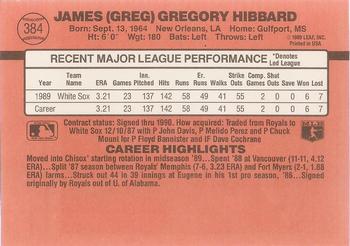 384
JAMES (GREG) GREGORY HIBBARD
Born: Sept. 13, 1964 New Orleans, LA Home: Gulfport, MS
Ht: 6'0" Wgt: 180 Bats: Left Throws: Left
© 1989 LEAF, INC.
Printed in USA
RECENT MAJOR LEAGUE PERFORMANCE *Denotes Led League
Year Team Name (ERA) Games Inn. Pitched Hits Er. Runs Walks Strike Outs Comp. Games Shut Outs Saves Won Lost
1989 White Sox 3.21 23 137 142 58 49 41 55 2 0 0 6 7
Career 3.21 23 137 142 58 49 41 55 2 0 0 6 7
Contract status: Signed thru 1990. How acquired: Traded from Royals to
White Sox 12/10/87 with P John Davis, P Melido Perez and P Chuck
Mount for P Floyd Bannister and IF Dave Cochrane
CAREER HIGHLIGHTS
Moved into Chisox' starting rotation in midseason '89...Spent '88 at Vancouver (11-11, 4.12
ERA)...Split '87 season between Royals' Memphis (7-6, 3.23 ERA) and Fort Myers (2-1, 1.88
ERA)...Struck out 44 in 39 innings at Eugene in his 1st pro season, '86...Signed
originally by Royals out of U. of Alabama.